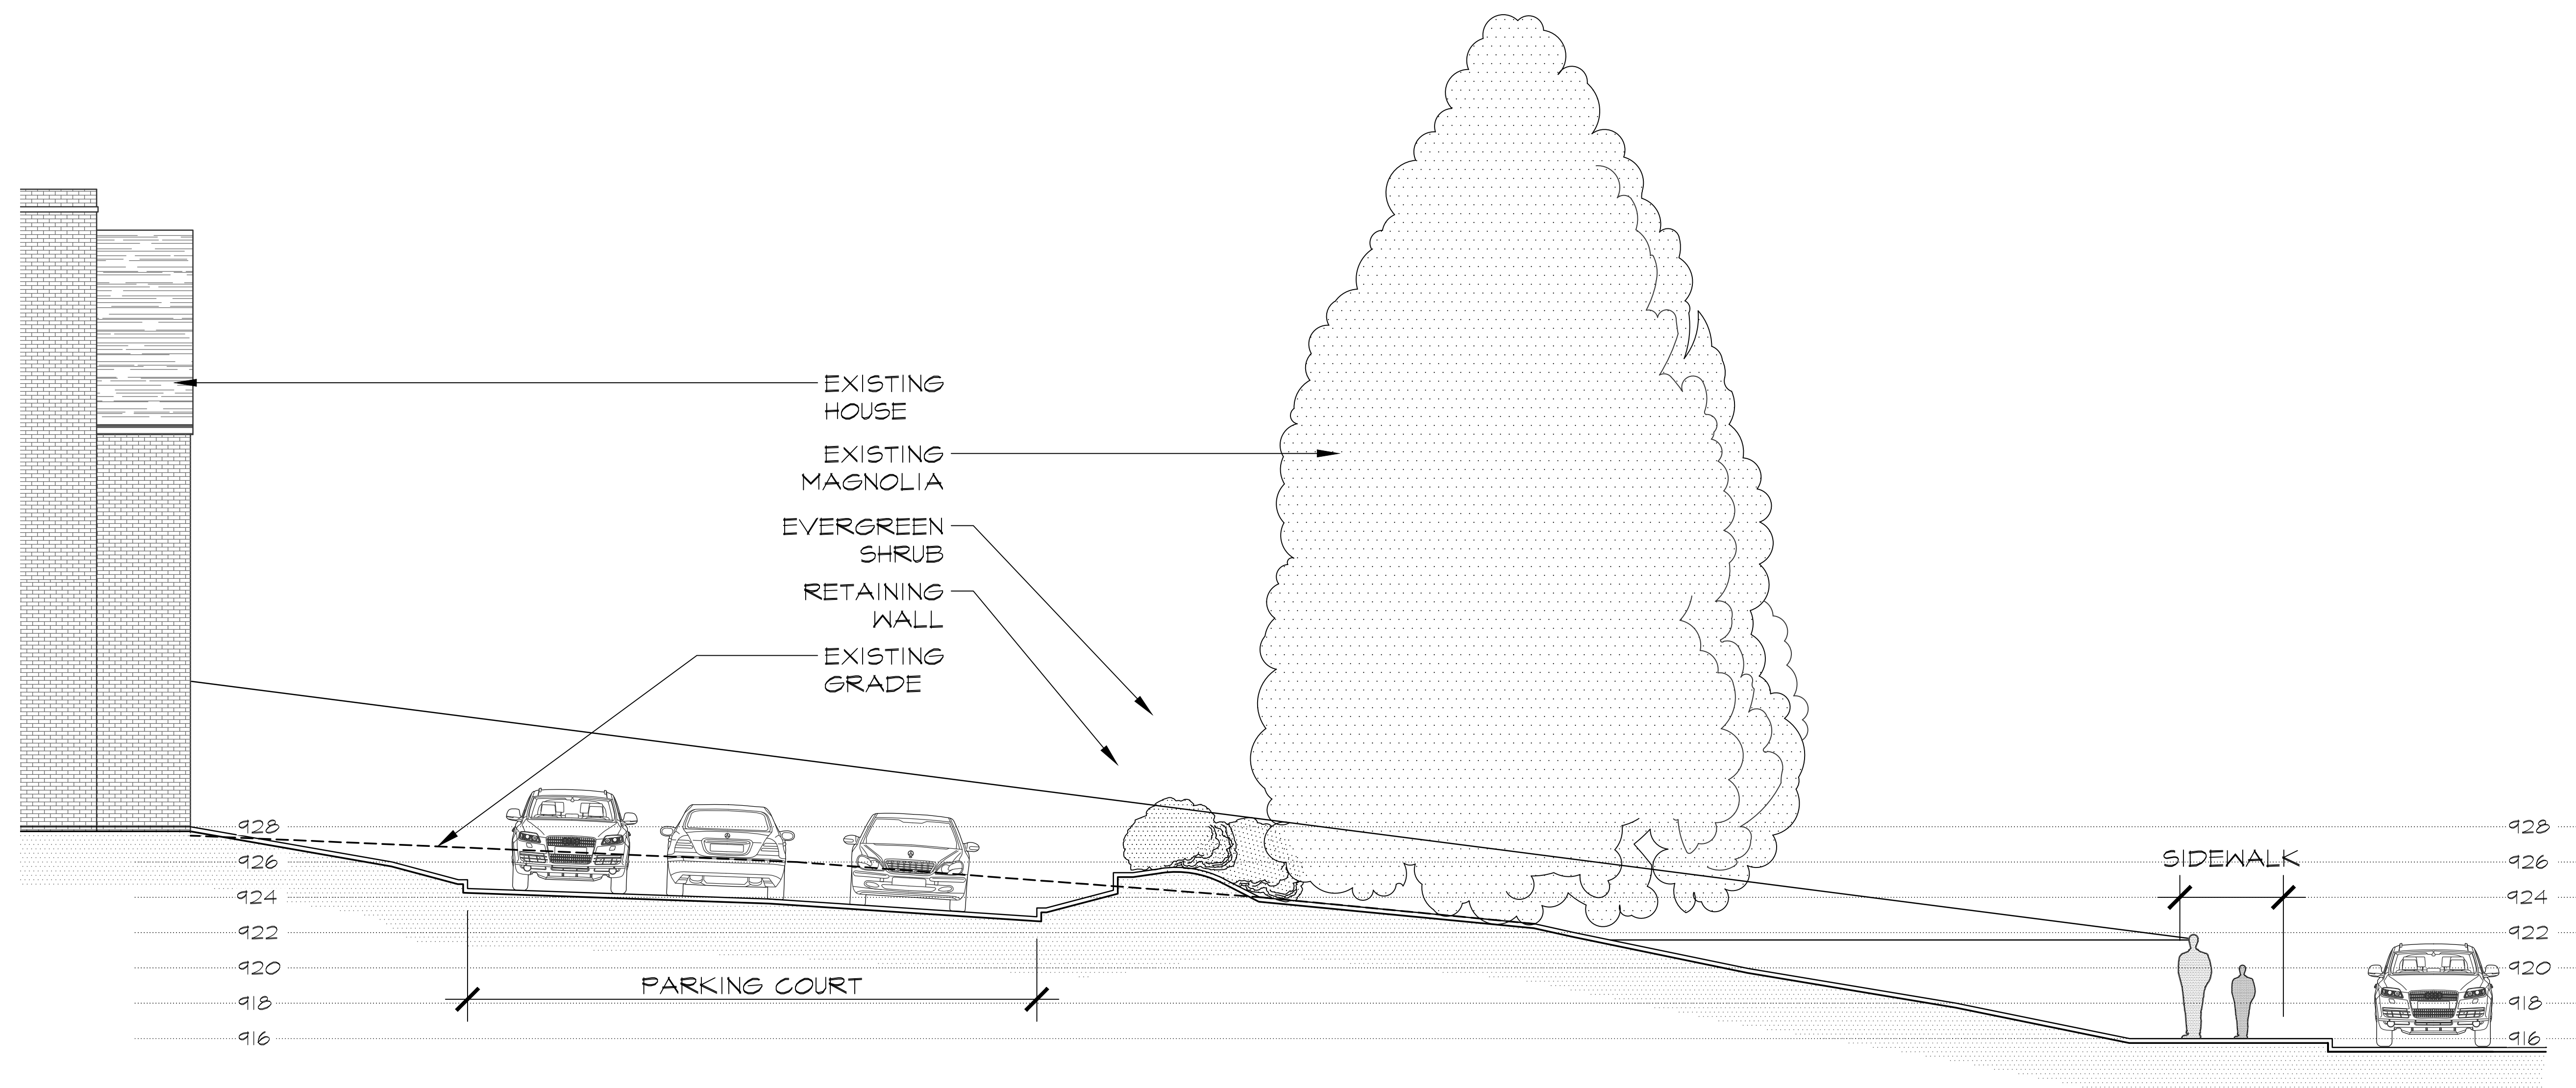 EXISTING
HOUSE
EXISTING
MAGNOLIA
EVERGREEN
SHRUB
RETAINING
WALL
EXISTING
GRADE
928
926
924
922
920
918
916
PARKING COURT
SIDEWALK
928
926
924
922
920
918
916